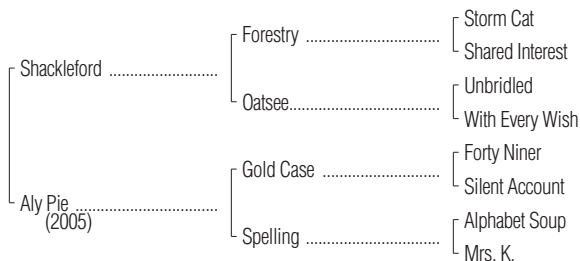 Storm Cat
Forestry ................................
Shared Interest
Shackleford ..........................
Unbridled
Oatsee....................................
With Every Wish
Forty Niner
Gold Case ............................
Silent Account
Aly Pie ..................................
(2005)
Alphabet Soup
Spelling ................................
Mrs. K.